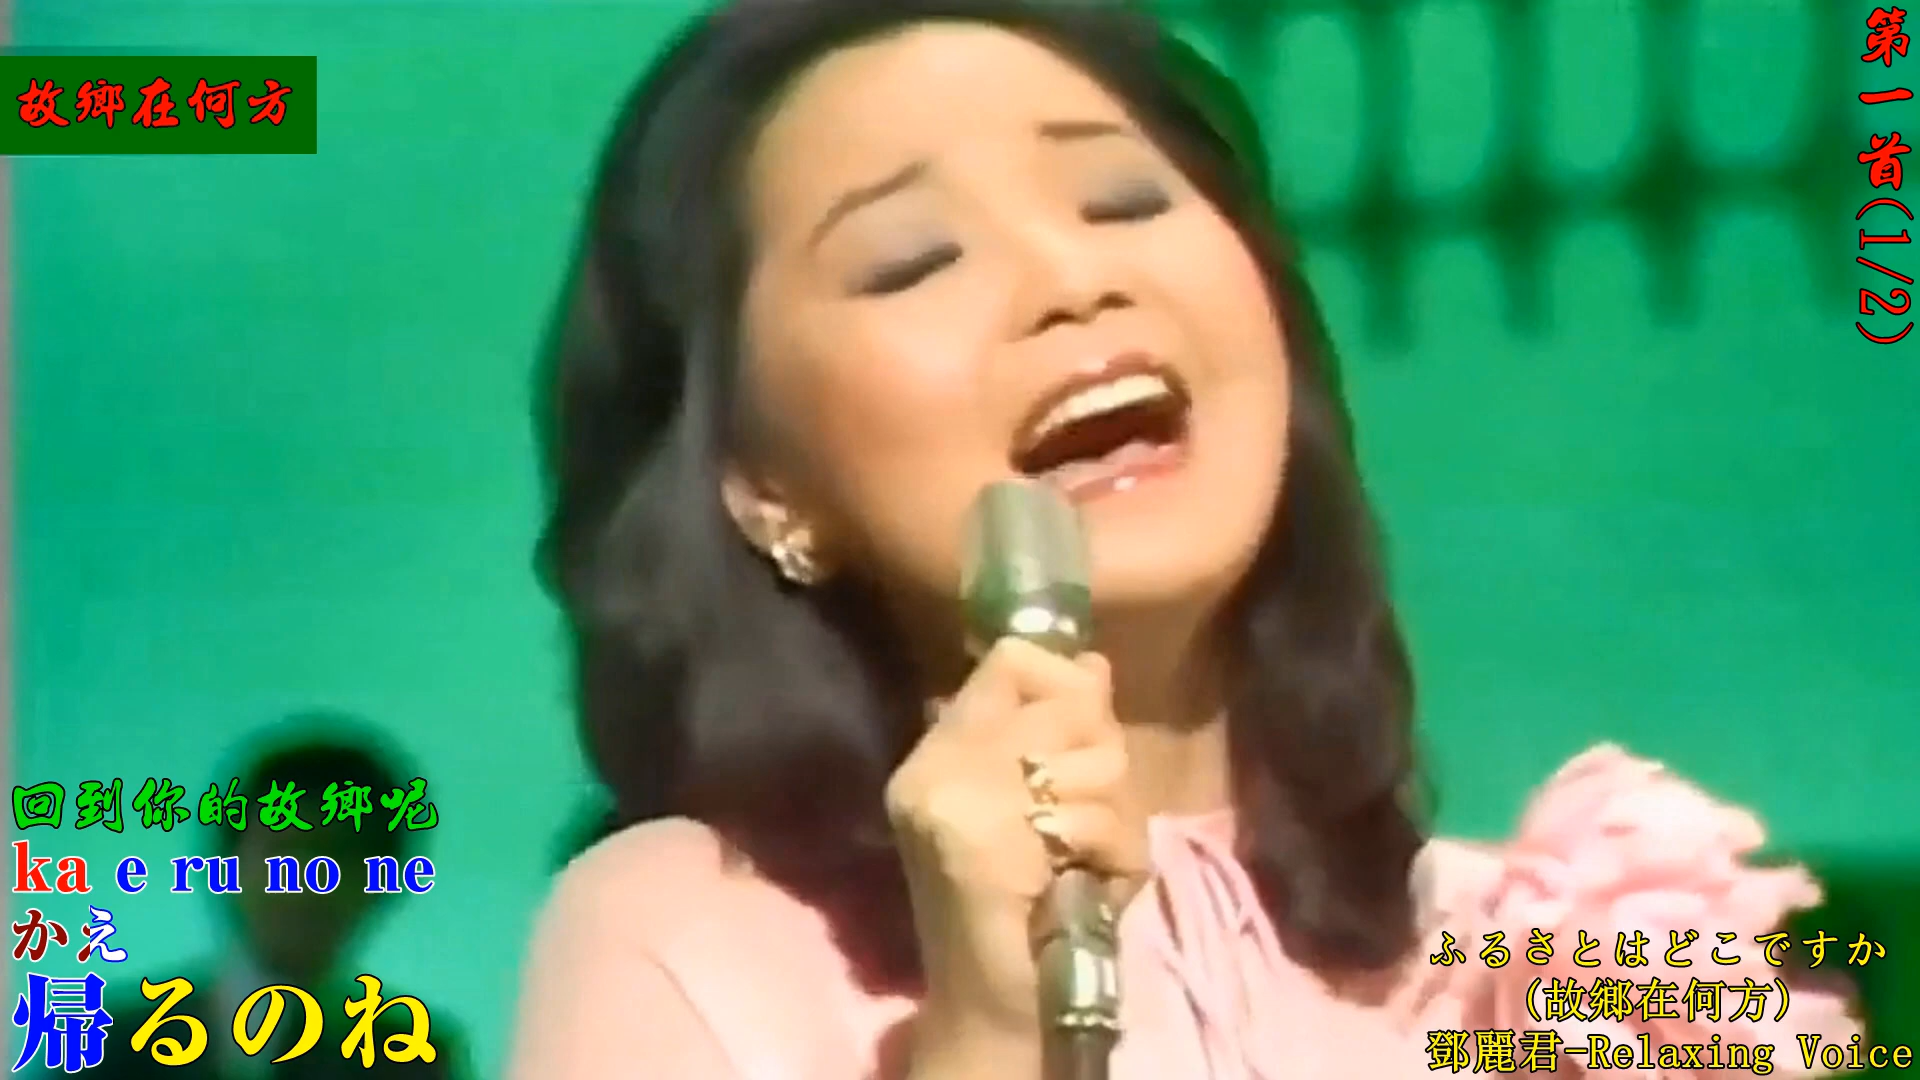 故鄉在何方
第一首(1/2)
回到你的故鄉呢
ka e ru no ne
かえ
帰るのね
ふるさとはどこですか
(故鄉在何方)
鄧麗君-Relaxing Voice